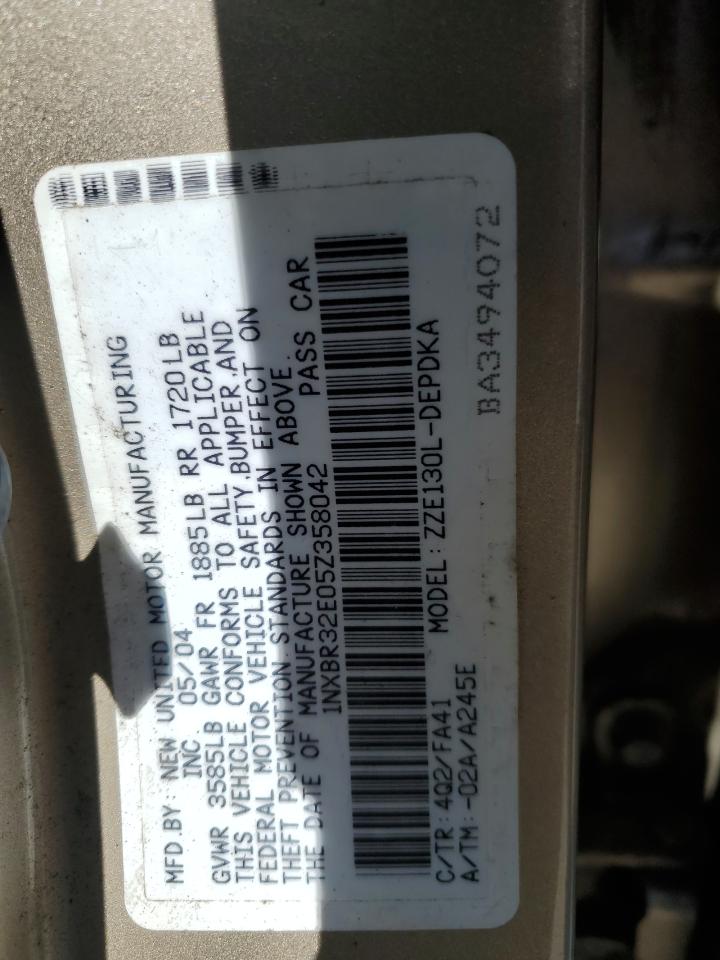 MFD.BY NEW UNITED MOTOR MANUFACTURING
INC 05/04
GVWR 3585LB GAWR FR 1885LB RR 1720LB
THIS VEHICLE CONFORMS TO ALL APPLICABLE
FEDERAL MOTOR VEHICLE SAFETY,BUMPER,AND
THEFT PREVENTION STANDARDS IN EFFECT ON
THE DATE OF MANUFACTURE SHOWN ABOVE.
1NXBR32E05Z358042 PASS CAR
C/TR:4Q2/FA41 MODEL:ZZE130L-DEPDKA
A/TM:-02A/A245E
BA3494072